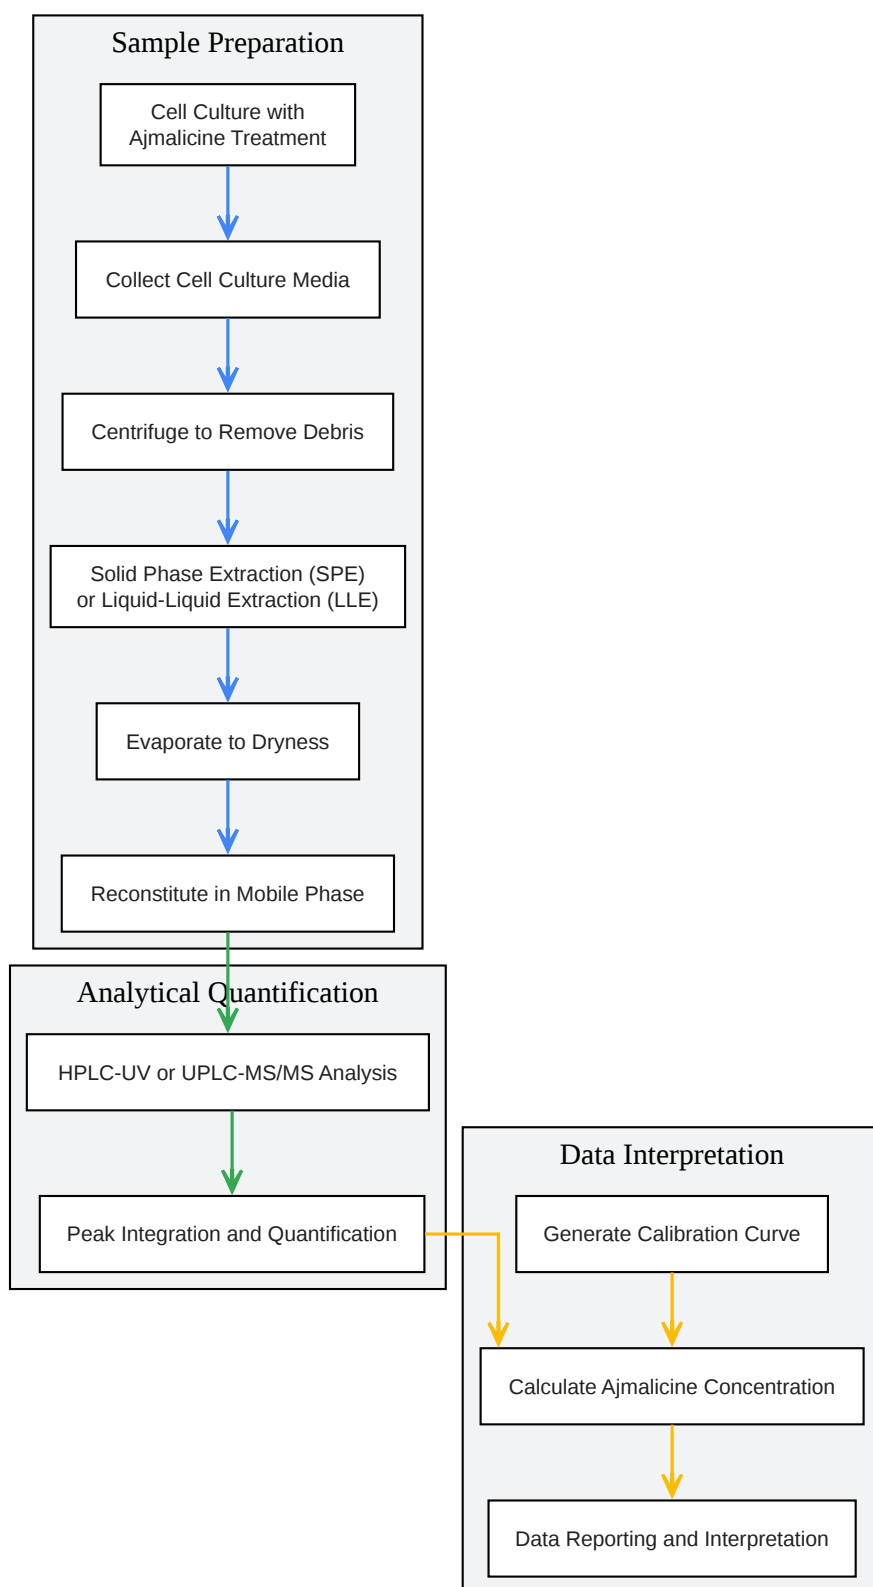 Sample Preparation
Cell Culture with
Ajmalicine Treatment
Collect Cell Culture Media
Centrifuge to Remove Debris
Solid Phase Extraction (SPE)
or Liquid-Liquid Extraction (LLE)
Evaporate to Dryness
Reconstitute in Mobile Phase
Analytical Quantification
HPLC-UV or UPLC-MS/MS Analysis
Peak Integration and Quantification
Data Interpretation
Generate Calibration Curve
Calculate Ajmalicine Concentration
Data Reporting and Interpretation